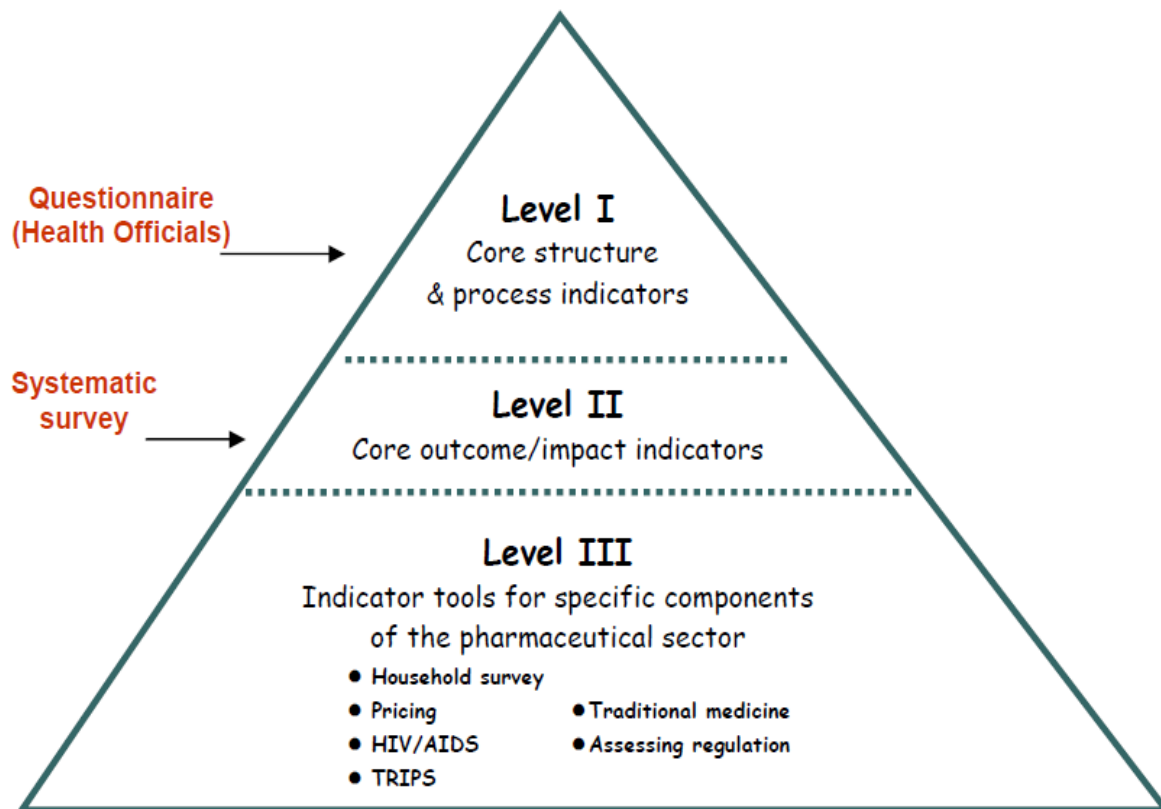 Level I
Questionnaire
(Health Officials)
Core structure
& process indicators
Systematic
survey
Level II
Core outcome/impact indicators
Level III
Indicator tools for specific components
of the pharmaceutical sector
● Household survey
● Pricing
● HIV/AIDS
● TRIPS
● Traditional medicine
● Assessing regulation